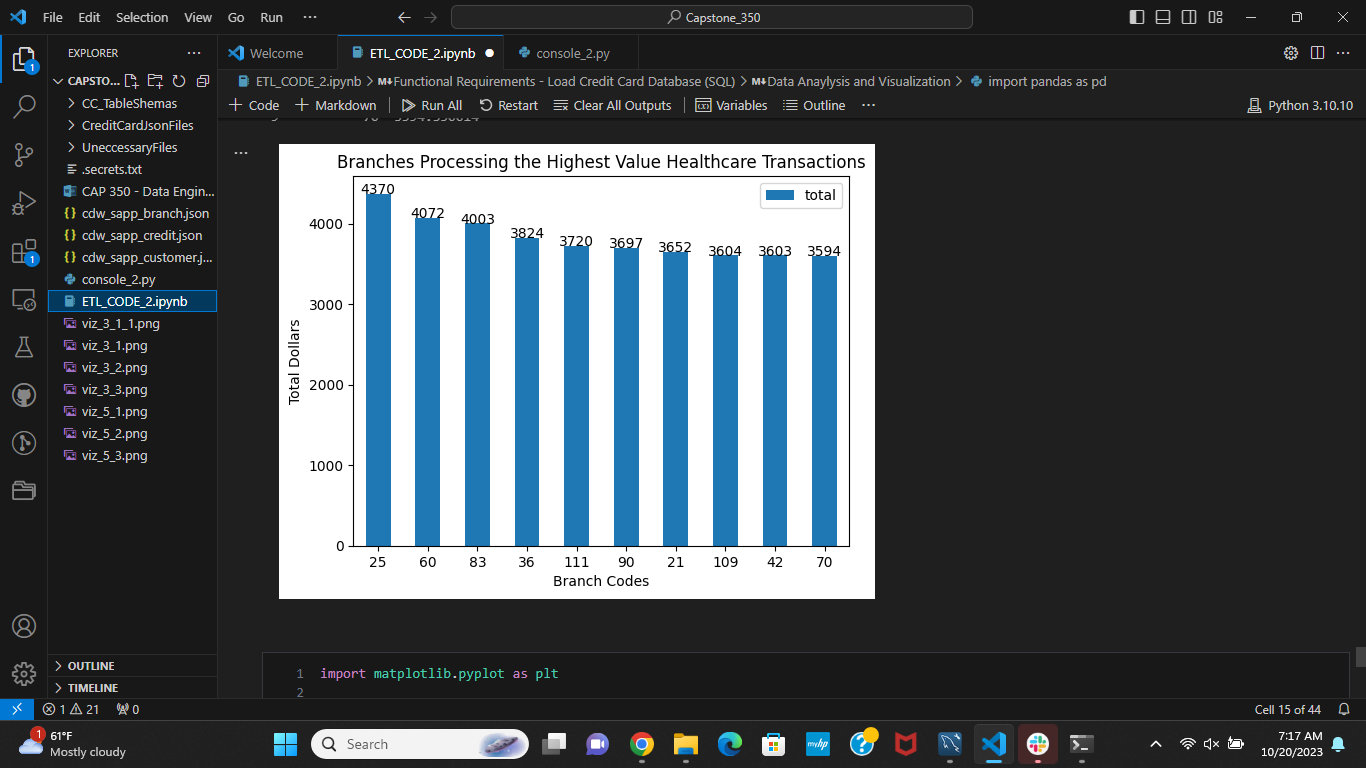 File Edit Selection View Go Run ··· Capstone_350
EXPLORER ···
CAPSTO...
CC_TableShemas
CreditCardJsonFiles
UneccessaryFiles
.secrets.txt
CAP 350 - Data Engin...
cdw_sapp_branch.json
cdw_sapp_credit.json
cdw_sapp_customer.j...
console_2.py
ETL_CODE_2.ipynb
viz_3_1_1.png
viz_3_1.png
viz_3_2.png
viz_3_3.png
viz_5_1.png
viz_5_2.png
viz_5_3.png
OUTLINE
TIMELINE
Welcome ETL_CODE_2.ipynb console_2.py
ETL_CODE_2.ipynb > M↓Functional Requirements - Load Credit Card Database (SQL) > M↓Data Anaylysis and Visualization > import pandas as pd
+ Code + Markdown Run All Restart Clear All Outputs Variables Outline ··· Python 3.10.10
Branches Processing the Highest Value Healthcare Transactions
total
4370 4072 4003 3824 3720 3697 3652 3604 3603 3594
4000
3000
2000
1000
0
Total Dollars
25 60 83 36 111 90 21 109 42 70
Branch Codes
1 import matplotlib.pyplot as plt
2
1 21 0 Cell 15 of 44
1 61°F
Mostly cloudy
Search
myhp
7:17 AM
10/20/2023